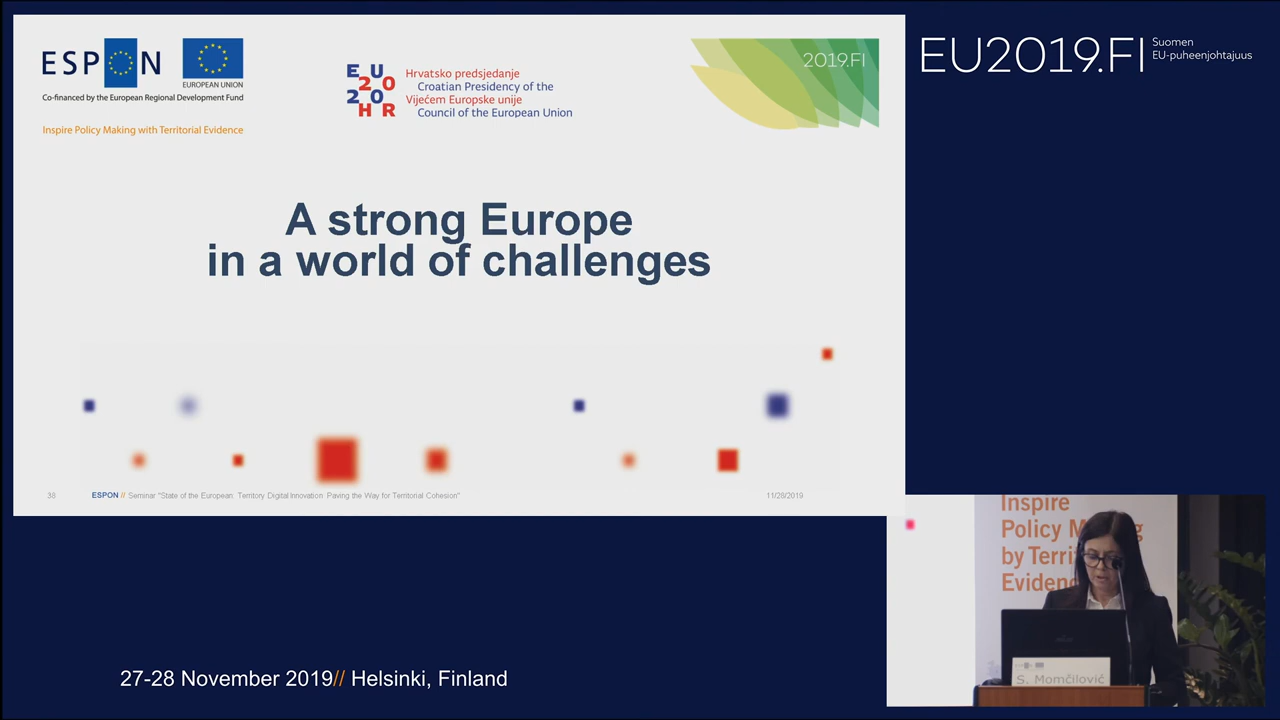 ESPON
EUROPEAN UNION
Co-financed by the European Regional Development Fund
Inspire Policy Making with Territorial Evidence
EU
20
20
HR
Hrvatsko predsjedanje
Croatian Presidency of the
Vijećem Europske unije
Council of the European Union
2019.FI
EU2019.FI
Suomen
EU-puheenjohtajuus
A strong Europe
in a world of challenges
38
ESPON // Seminar "State of the European Territory Digital Innovation Paving the Way for Territorial Cohesion"
11/28/2019
Inspire
Policy M g
by Terri
Eviden
S. Momčilović
27-28 November 2019// Helsinki, Finland